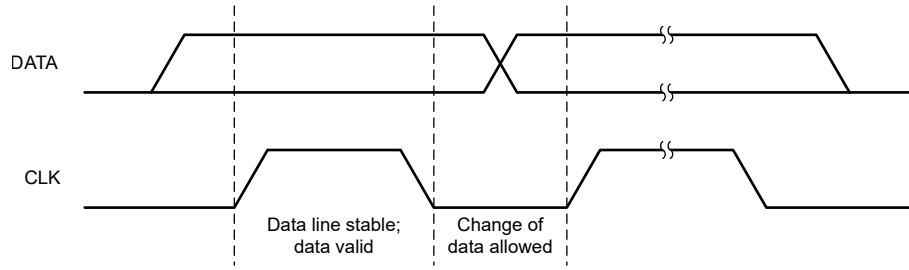 DATA
CLK
Data line stable;
data valid
Change of
data allowed